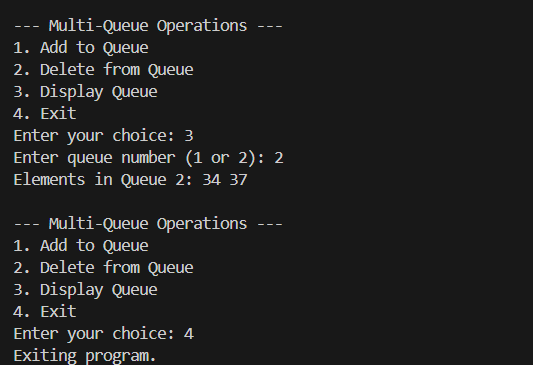 --- Multi-Queue Operations ---
1. Add to Queue
2. Delete from Queue
3. Display Queue
4. Exit
Enter your choice: 3
Enter queue number (1 or 2): 2
Elements in Queue 2: 34 37
--- Multi-Queue Operations ---
1. Add to Queue
2. Delete from Queue
3. Display Queue
4. Exit
Enter your choice: 4
Exiting program.